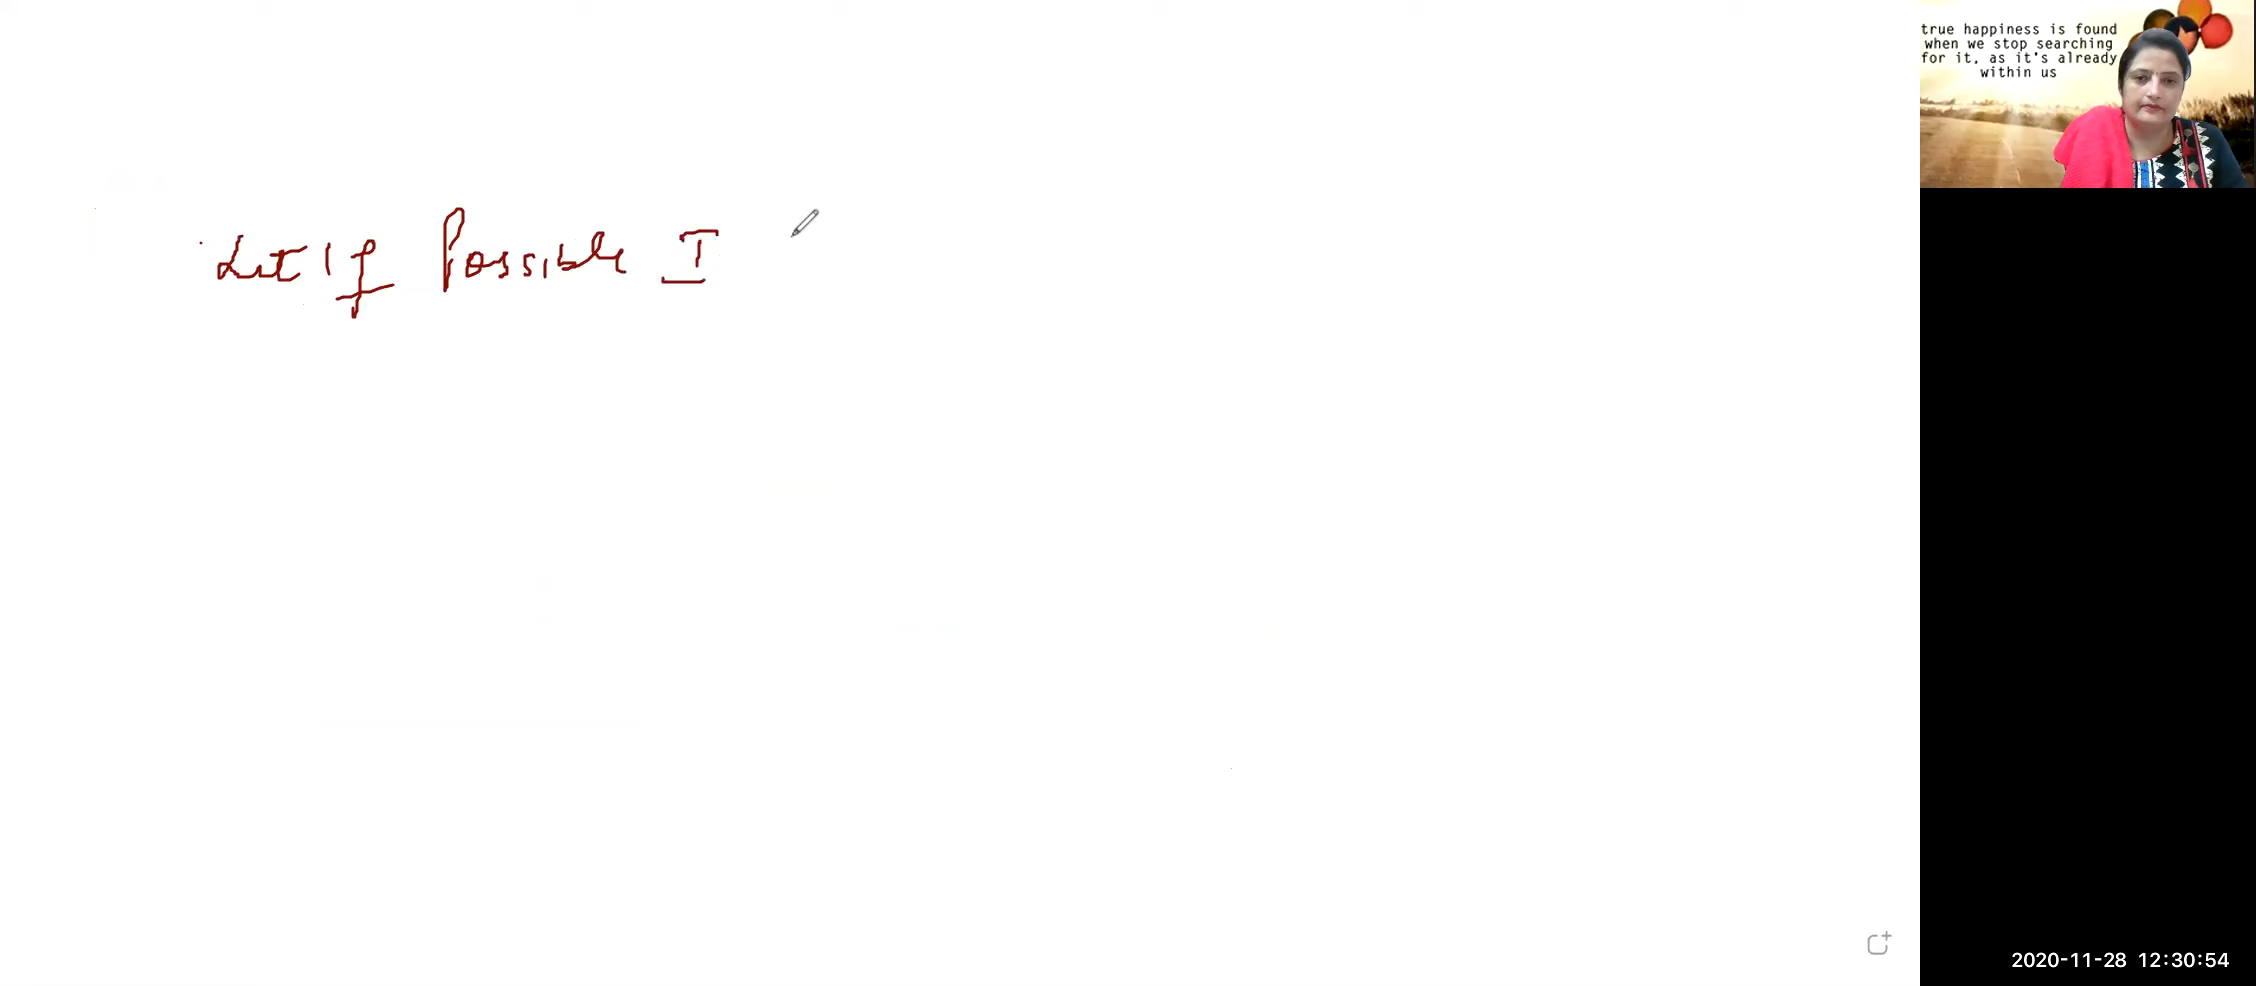 Let If Possible I
true happiness is found
when we stop searching
for it, as it's already
within us
2020-11-28 12:30:54